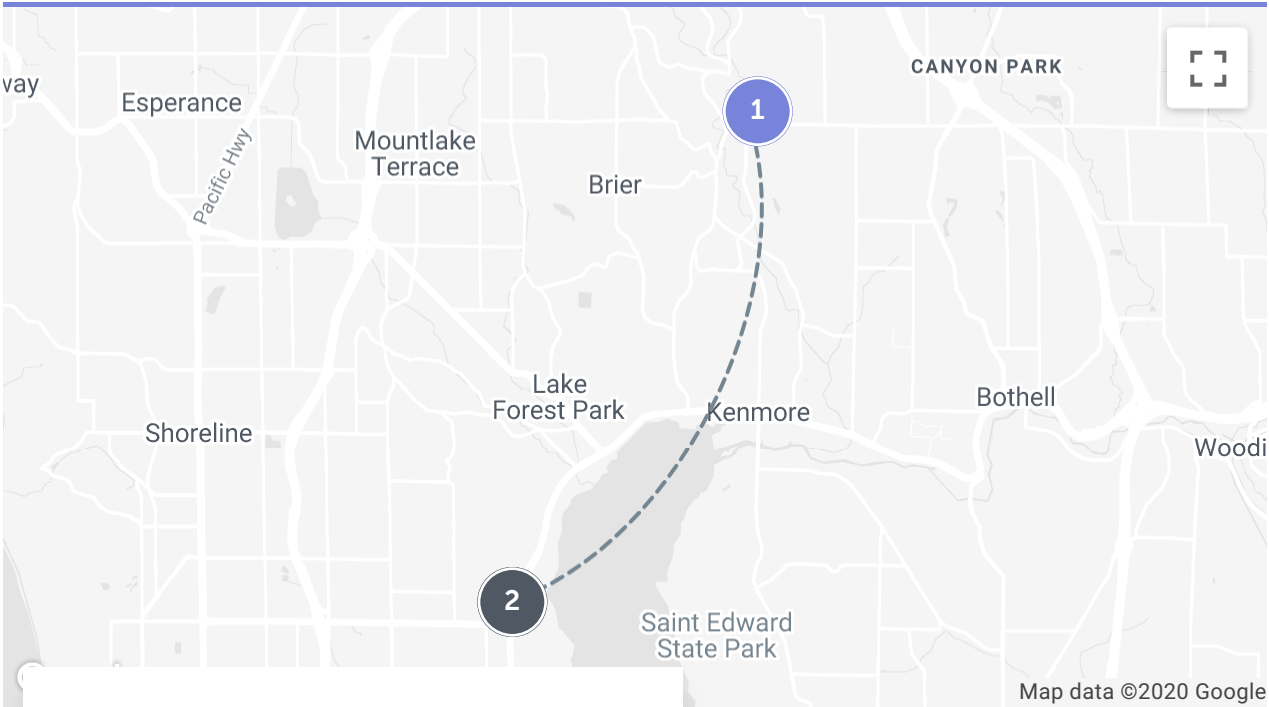 CANYON PARK
way
Esperance
1
Pacific Hwy
Mountlake
Terrace
Brier
Lake
Forest Park
Kenmore
Bothell
Shoreline
Woodi
2
Saint Edward
State Park
Map data ©2020 Google